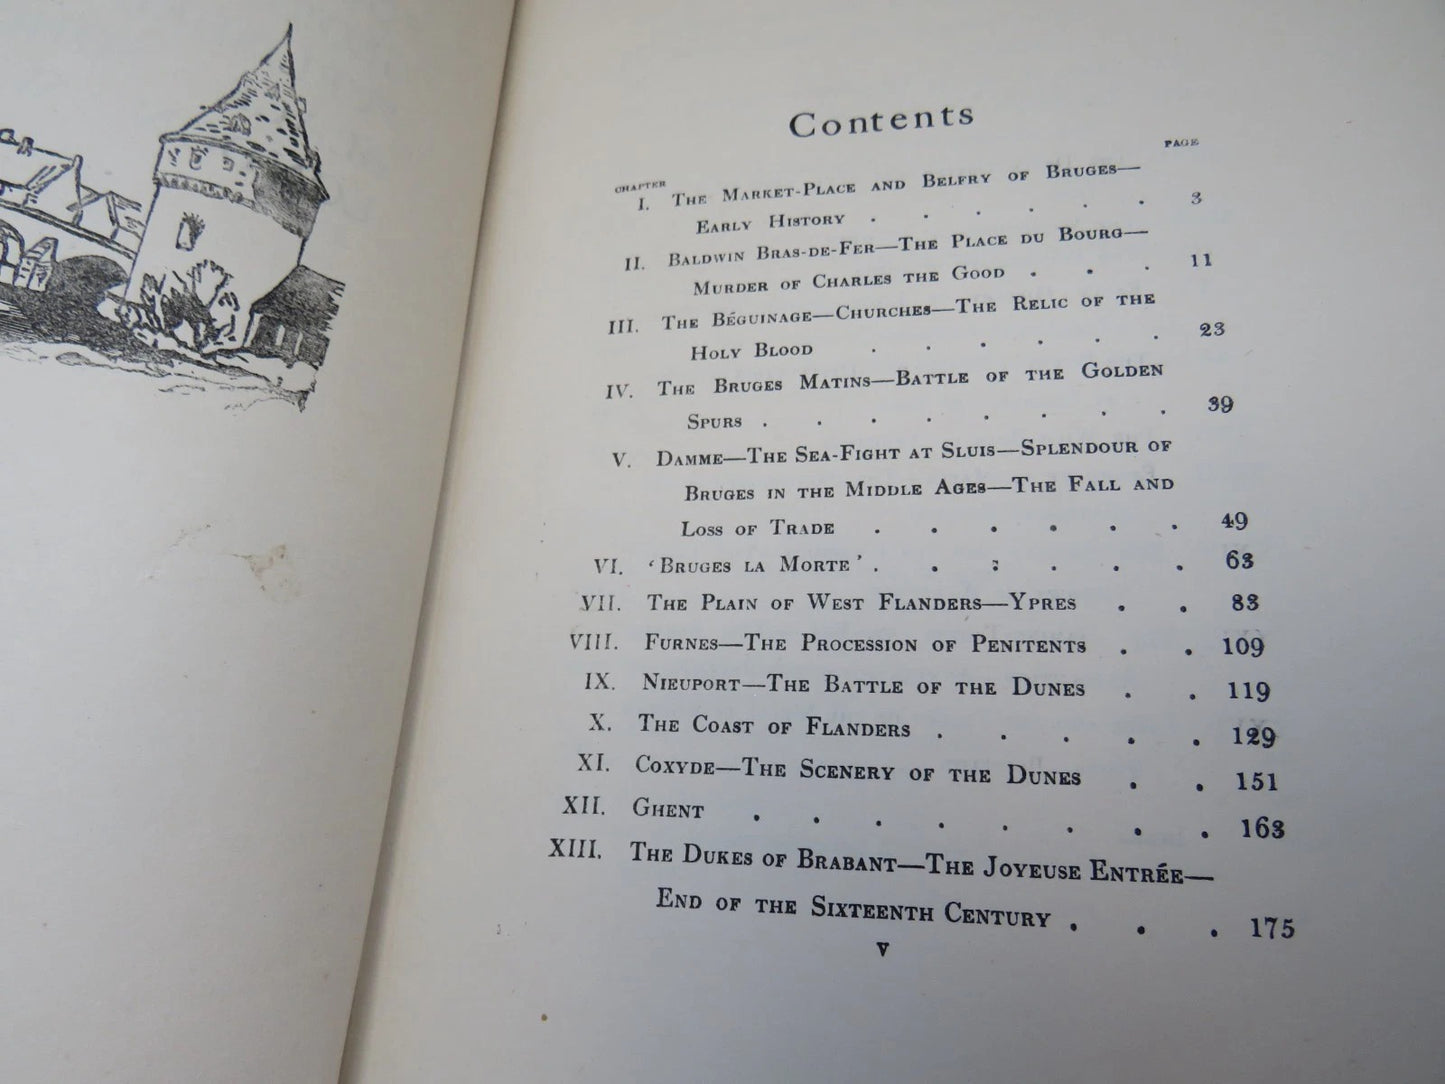 Contents
PAGE
CHAPTER
I. THE MARKET-PLACE AND BELFRY OF BRUGES—
EARLY HISTORY . . . . . . 3
II. BALDWIN BRAS-DE-FER—THE PLACE DU BOURG—
MURDER OF CHARLES THE GOOD . . . 11
III. THE BÉGUINAGE—CHURCHES—THE RELIC OF THE
HOLY BLOOD . . . . . . 23
IV. THE BRUGES MATINS—BATTLE OF THE GOLDEN
SPURS . . . . . . . . 39
V. DAMME—THE SEA-FIGHT AT SLUIS—SPLENDOUR OF
BRUGES IN THE MIDDLE AGES—THE FALL AND
LOSS OF TRADE . . . . . . 49
VI. ‘BRUGES LA MORTE’ . . . . . . 63
VII. THE PLAIN OF WEST FLANDERS—YPRES . . 83
VIII. FURNES—THE PROCESSION OF PENITENTS . . 109
IX. NIEUPORT—THE BATTLE OF THE DUNES . . 119
X. THE COAST OF FLANDERS . . . . . 129
XI. COXYDE—THE SCENERY OF THE DUNES . . 151
XII. GHENT . . . . . . . . 163
XIII. THE DUKES OF BRABANT—THE JOYEUSE ENTRÉE—
END OF THE SIXTEENTH CENTURY . . . 175
v